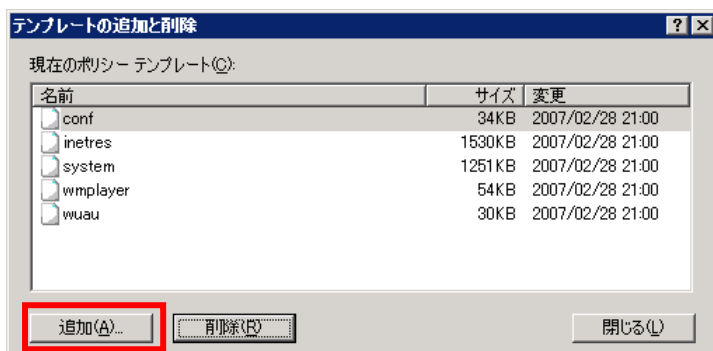 テンプレートの追加と削除
現在のポリシー テンプレート(C):
名前 サイズ 変更
conf 34KB 2007/02/28 21:00
inetres 1530KB 2007/02/28 21:00
system 1251KB 2007/02/28 21:00
wmplayer 54KB 2007/02/28 21:00
wuau 30KB 2007/02/28 21:00
追加(A)... 削除(R) 閉じる(L)